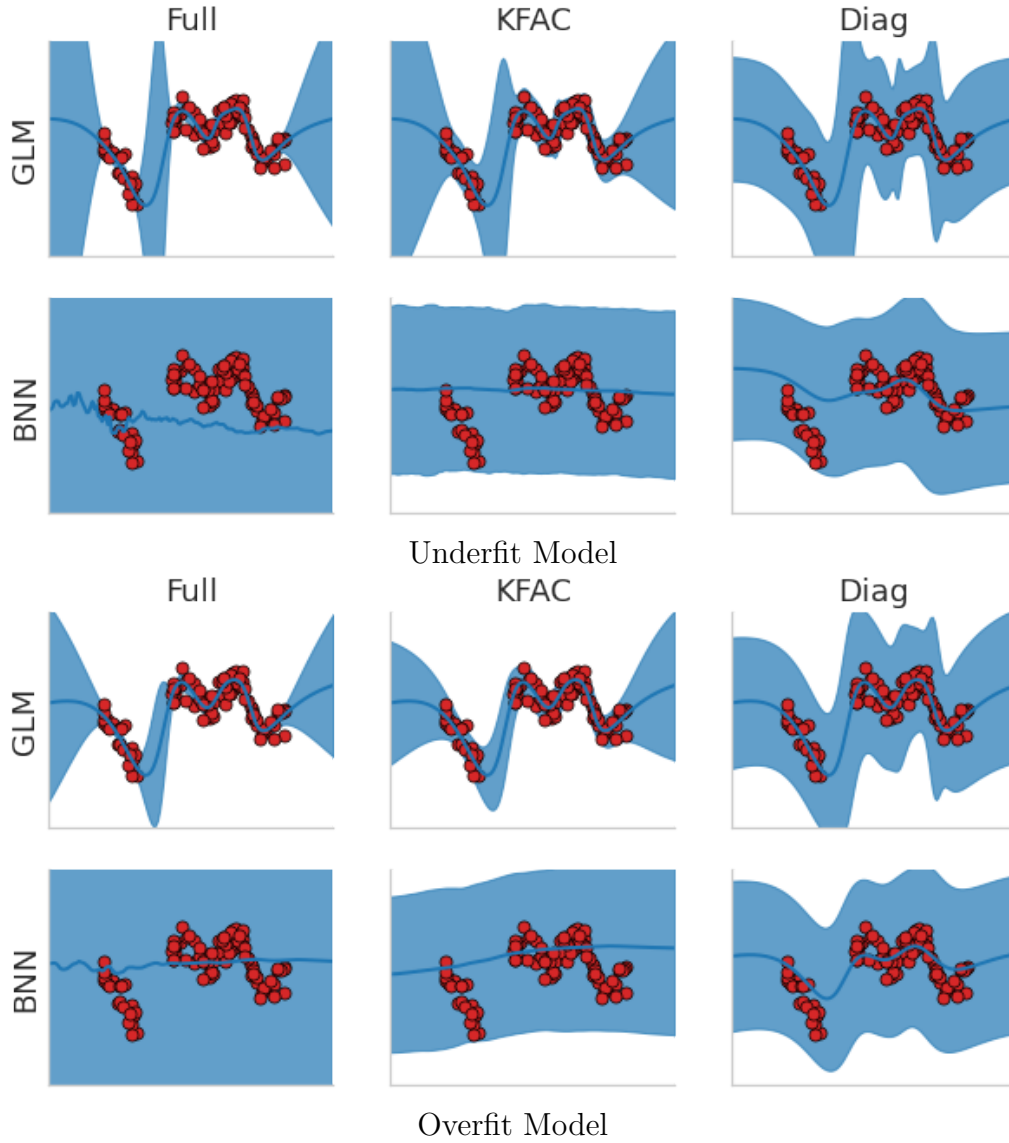 Full KFAC Diag
GLM
BNN
Underfit Model
Full KFAC Diag
GLM
BNN
Overfit Model